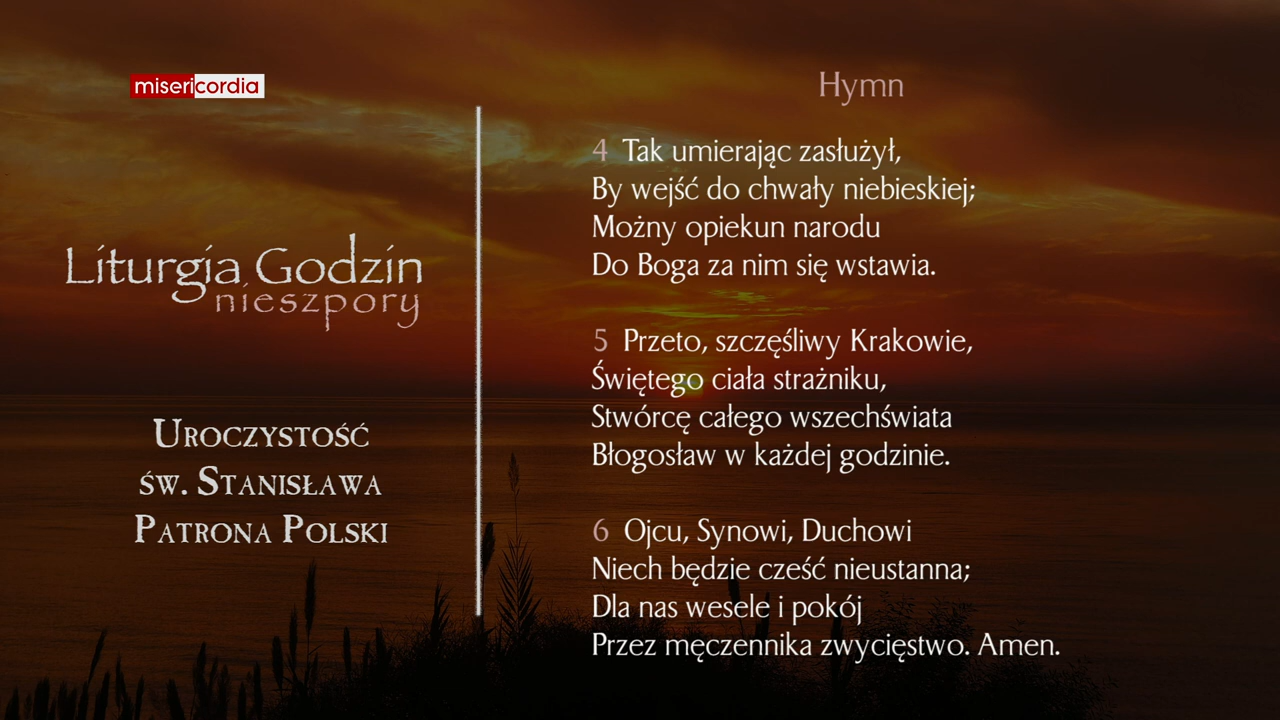 misericordia
Liturgia Godzin
nieszpory
Uroczystość
św. Stanisława
Patrona Polski
Hymn
4 Tak umierając zasłużył,
By wejść do chwały niebieskiej;
Możny opiekun narodu
Do Boga za nim się wstawia.
5 Przeto, szczęśliwy Krakowie,
Świętego ciała strażniku,
Stwórcę całego wszechświata
Błogosław w każdej godzinie.
6 Ojcu, Synowi, Duchowi
Niech będzie cześć nieustanna;
Dla nas wesele i pokój
Przez męczennika zwycięstwo. Amen.